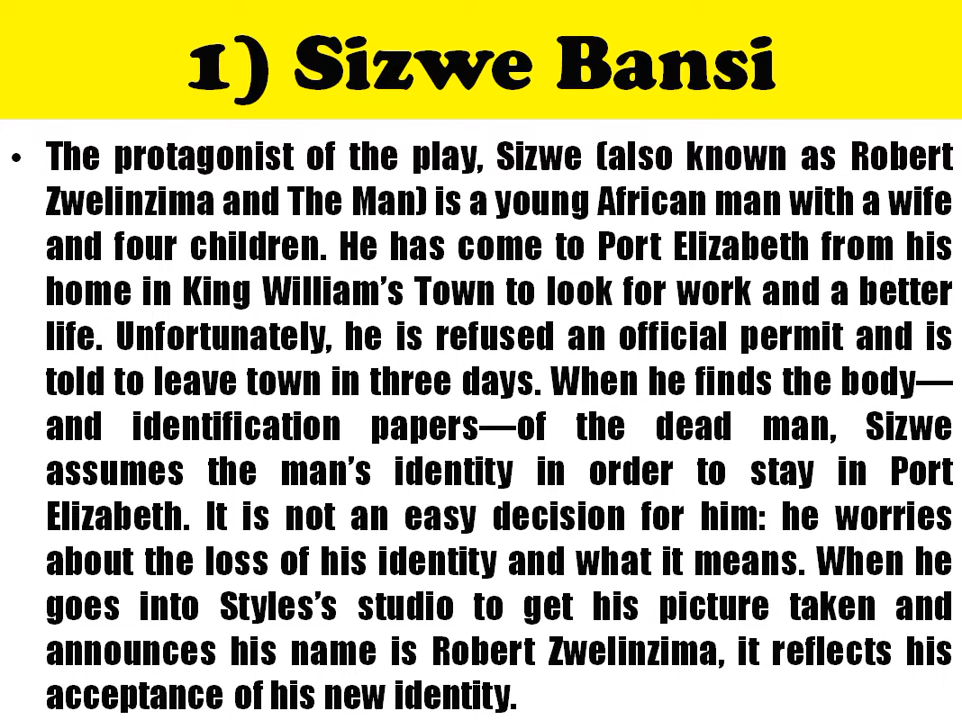 1) Sizwe Bansi
• The protagonist of the play, Sizwe (also known as Robert
Zwelinzima and The Man) is a young African man with a wife
and four children. He has come to Port Elizabeth from his
home in King William’s Town to look for work and a better
life. Unfortunately, he is refused an official permit and is
told to leave town in three days. When he finds the body—
and identification papers—of the dead man, Sizwe
assumes the man’s identity in order to stay in Port
Elizabeth. It is not an easy decision for him: he worries
about the loss of his identity and what it means. When he
goes into Styles’s studio to get his picture taken and
announces his name is Robert Zwelinzima, it reflects his
acceptance of his new identity.